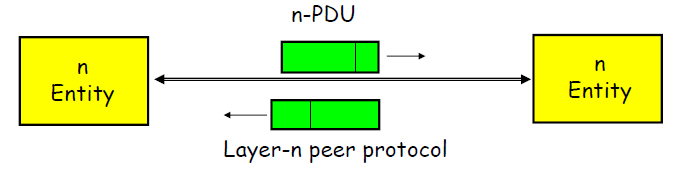 n-PDU
n
Entity
n
Entity
Layer-n peer protocol